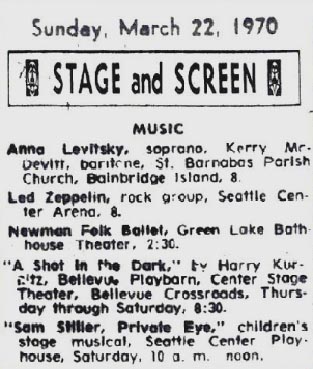 Sunday, March 22, 1970
STAGE and SCREEN
MUSIC
Anna Levitsky, soprano, Kerry Mc-
Devitt, baritone, St. Barnabas Parish
Church, Bainbridge Island, 8.
Led Zeppelin, rock group, Seattle Cen-
ter Arena, 8.
Newman Folk Ballet, Green Lake Bath-
house Theater, 2:30.
"A Shot in the Dark," by Harry Kur-
nitz, Bellevue Playbarn, Center Stage
Theater, Bellevue Crossroads, Thurs-
day through Saturday, 8:30.
"Sam Stiller, Private Eye," children's
stage musical, Seattle Center Play-
house, Saturday, 10 a. m. noon.